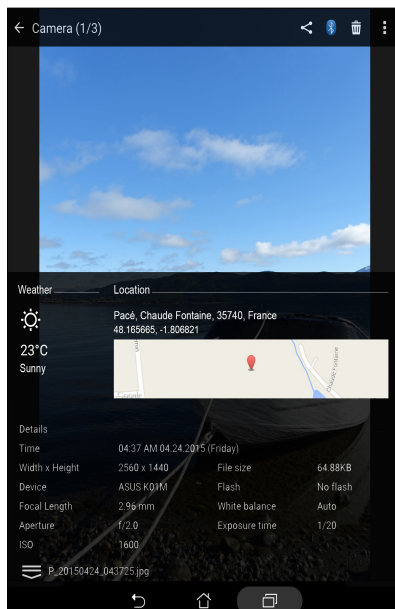 Camera (1/3)
Weather Location
Pacé, Chaude Fontaine, 35740, France
48.165665, -1.806821
23°C
Sunny
Chaude Fontaine
Google
Details
Time 04:37 AM 04.24.2015 (Friday)
Width x Height 2560 x 1440 File size 64.88KB
Device ASUS K01M Flash No flash
Focal Length 2.96 mm White balance Auto
Aperture f/2.0 Exposure time 1/20
ISO 1600
P_20150424_043725.jpg